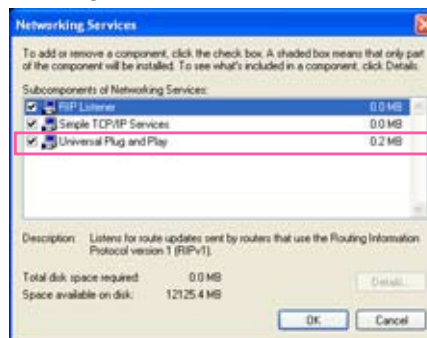 Networking Services
To add or remove a component, click the check box. A shaded box means that only part
of the component will be installed. To see what's included in a component, click Details.
Subcomponents of Networking Services:
RIP Listener 0.0 MB
Simple TCP/IP Services 0.0 MB
Universal Plug and Play 0.2 MB
Description: Listens for route updates sent by routers that use the Routing Information
Protocol version 1 (RIPv1).
Total disk space required: 0.0 MB
Details...
Space available on disk: 12125.4 MB
OK Cancel